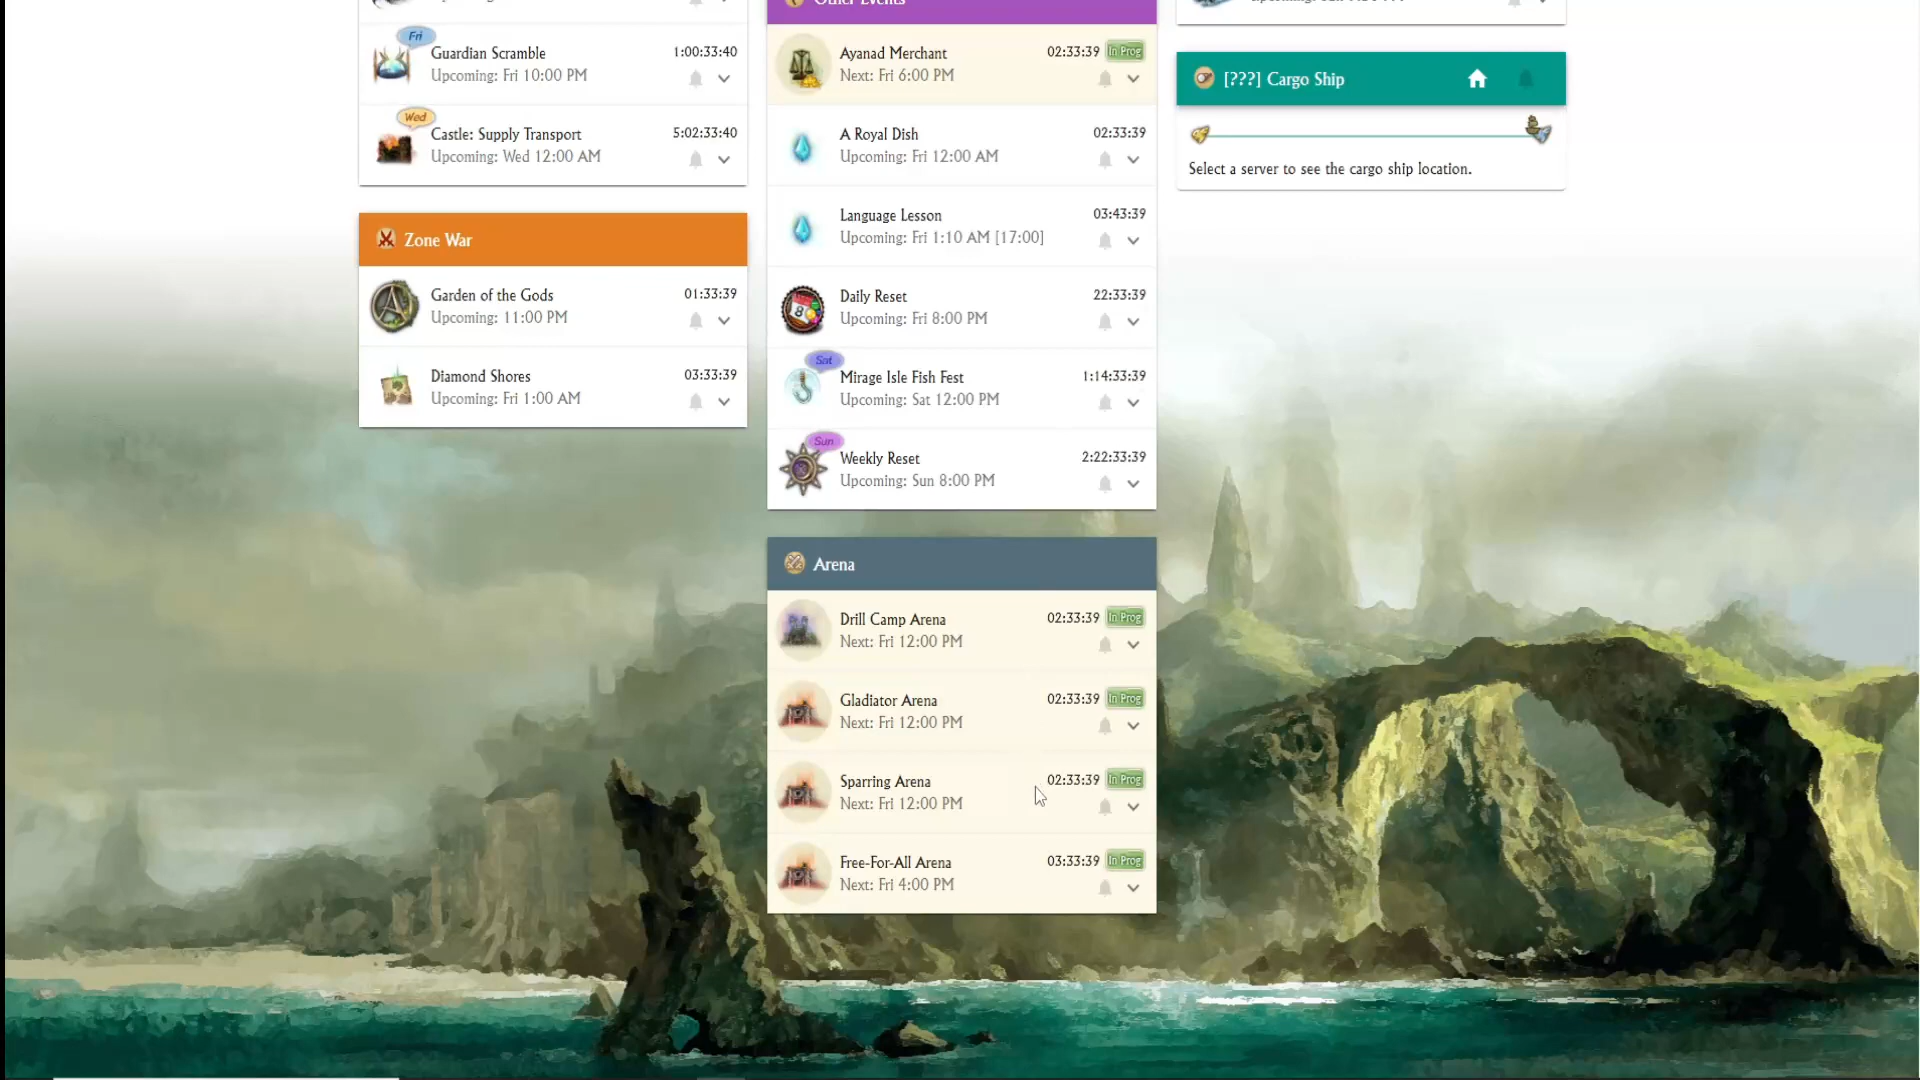 Fri
Guardian Scramble 1:00:33:40
Upcoming: Fri 10:00 PM
Wed
Castle: Supply Transport 5:02:33:40
Upcoming: Wed 12:00 AM
Zone War
Garden of the Gods 01:33:39
Upcoming: 11:00 PM
Diamond Shores 03:33:39
Upcoming: Fri 1:00 AM
Other Events
Ayanad Merchant 02:33:39 In Prog
Next: Fri 6:00 PM
A Royal Dish 02:33:39
Upcoming: Fri 12:00 AM
Language Lesson 03:43:39
Upcoming: Fri 1:10 AM [17:00]
Daily Reset 22:33:39
Upcoming: Fri 8:00 PM
Sat
Mirage Isle Fish Fest 1:14:33:39
Upcoming: Sat 12:00 PM
Sun
Weekly Reset 2:22:33:39
Upcoming: Sun 8:00 PM
Arena
Drill Camp Arena 02:33:39 In Prog
Next: Fri 12:00 PM
Gladiator Arena 02:33:39 In Prog
Next: Fri 12:00 PM
Sparring Arena 02:33:39 In Prog
Next: Fri 12:00 PM
Free-For-All Arena 03:33:39 In Prog
Next: Fri 4:00 PM
[???] Cargo Ship
Select a server to see the cargo ship location.